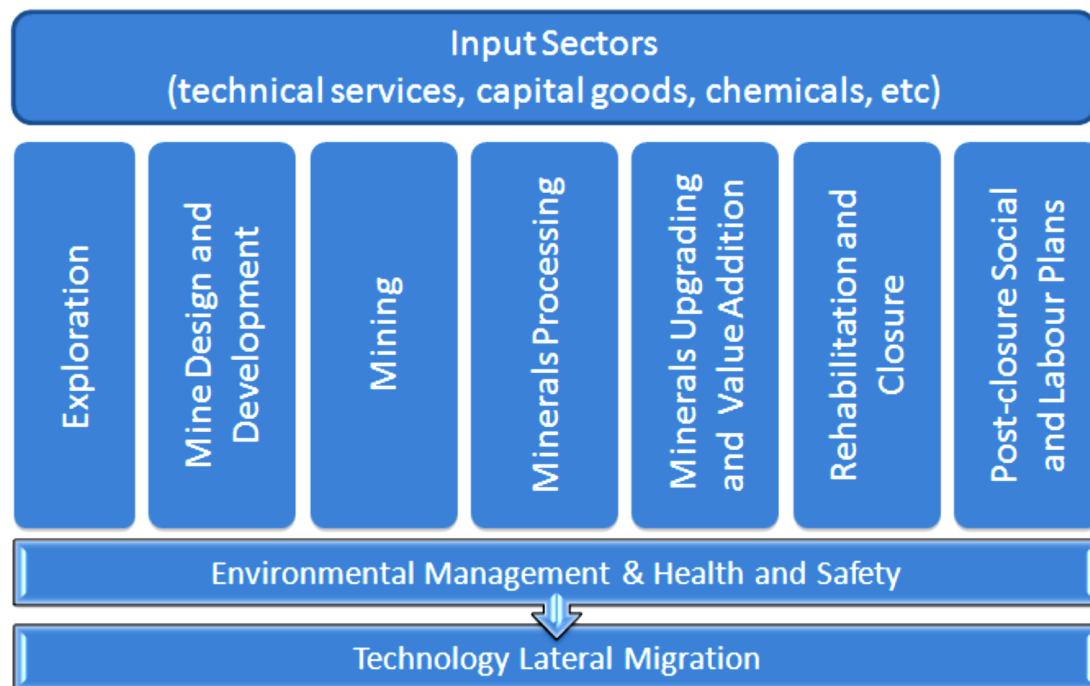 Input Sectors
(technical services, capital goods, chemicals, etc)
Exploration
Mine Design and
Development
Mining
Minerals Processing
Minerals Upgrading
and Value Addition
Rehabilitation and
Closure
Post-closure Social
and Labour Plans
Environmental Management & Health and Safety
Technology Lateral Migration